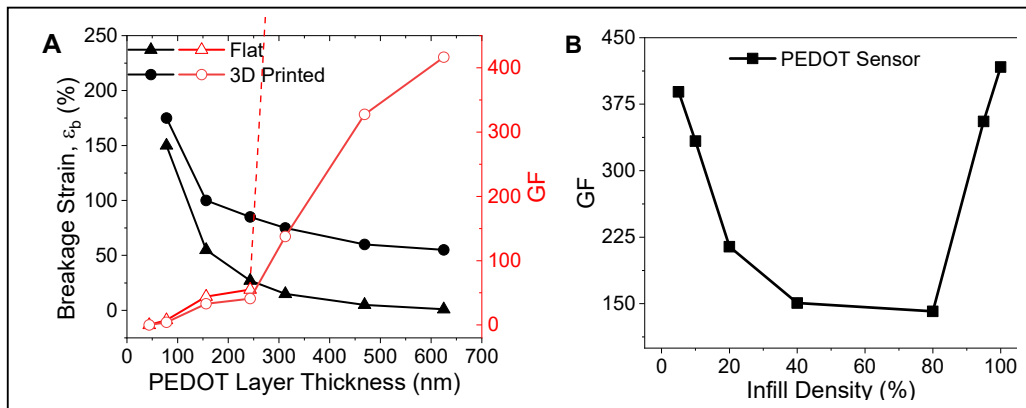 A
Flat
3D Printed
Breakage Strain, εb (%)
250
200
150
100
50
0
0 100 200 300 400 500 600 700
PEDOT Layer Thickness (nm)
400
300
200
100
0
GF
B
PEDOT Sensor
GF
450
375
300
225
150
0 20 40 60 80 100
Infill Density (%)